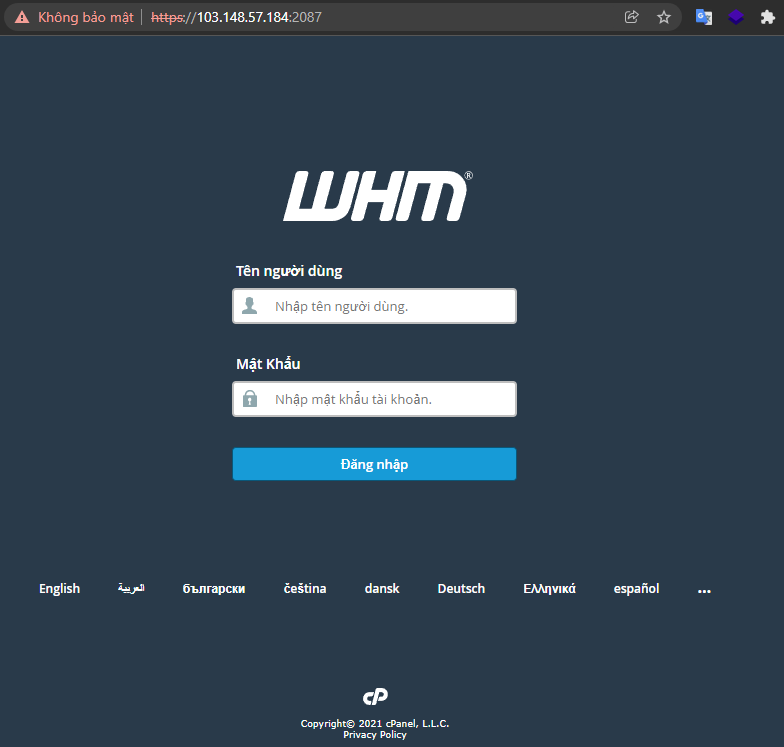 Không bảo mật | https://103.148.57.184:2087
WHM®
Tên người dùng
Nhập tên người dùng.
Mật Khẩu
Nhập mật khẩu tài khoản.
Đăng nhập
English العربية български čeština dansk Deutsch Ελληνικά español ...
cP
Copyright© 2021 cPanel, L.L.C.
Privacy Policy